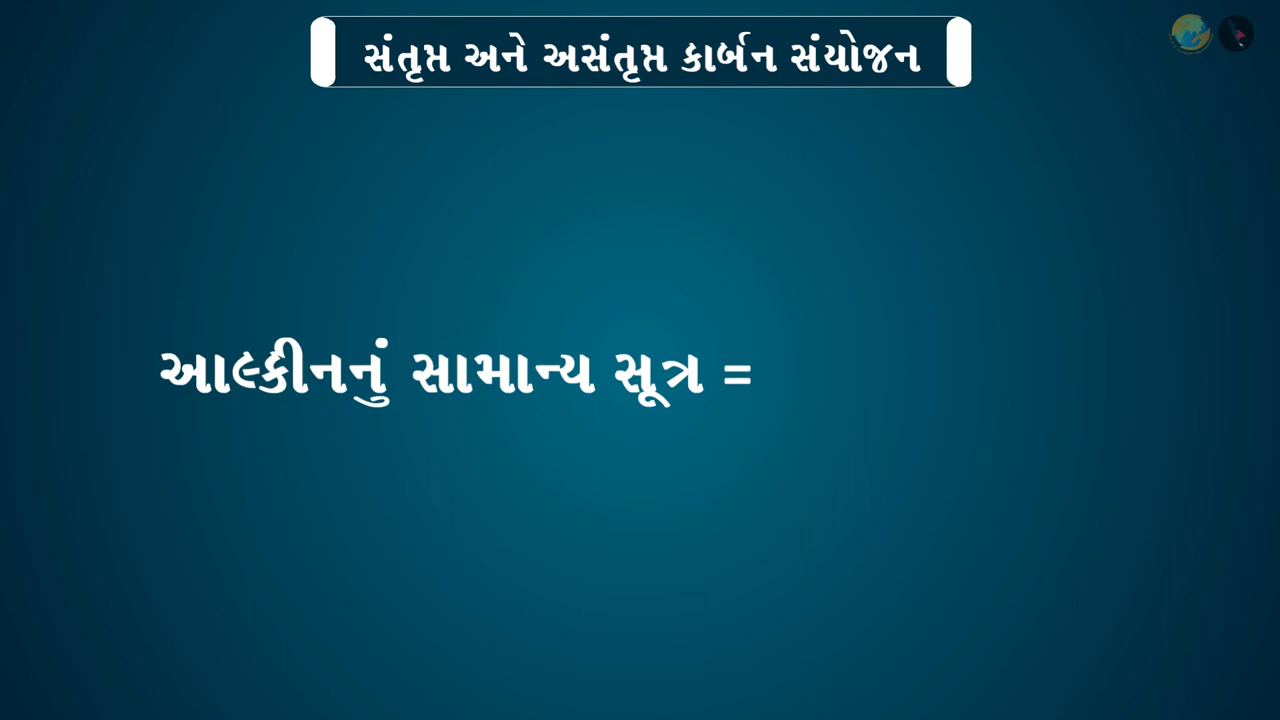 સંતૃપ્ત અને અસંતૃપ્ત કાર્બન સંયોજન
આલ્કીનનું સામાન્ય સૂત્ર =